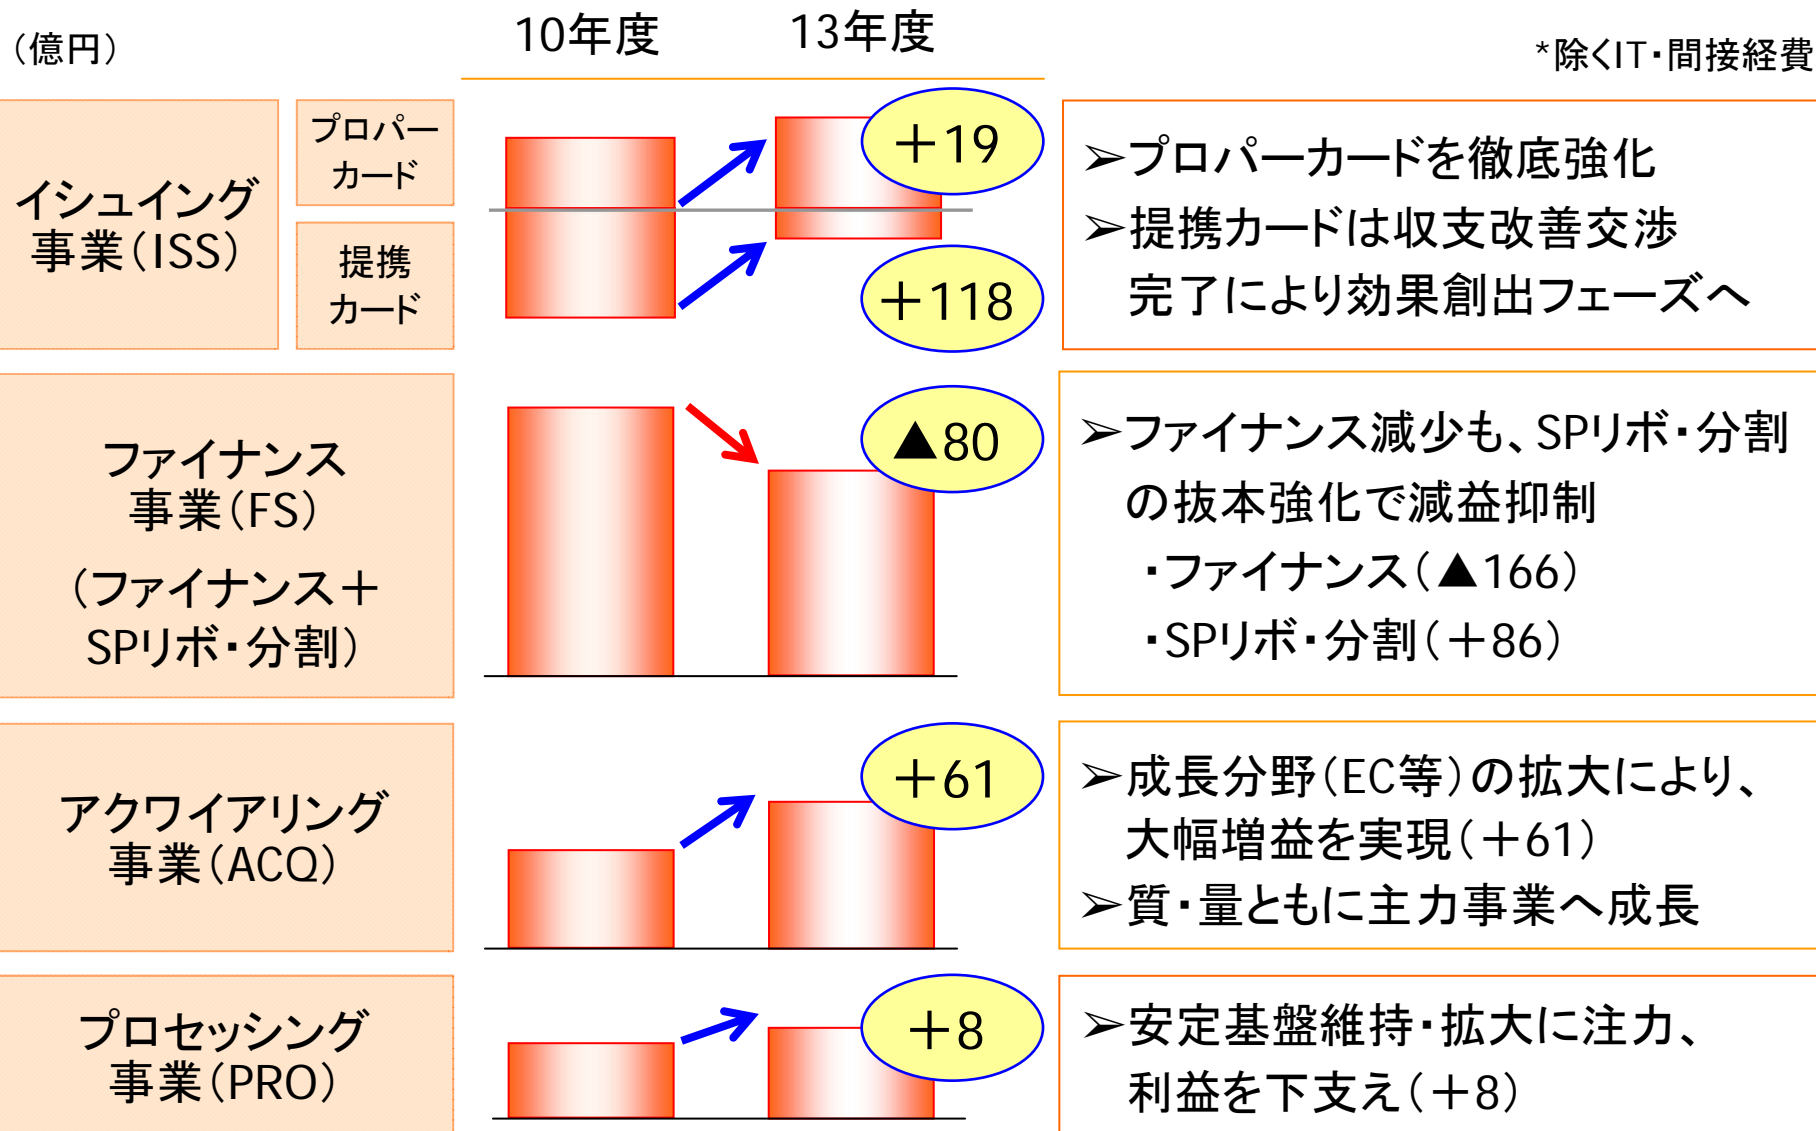 (億円)
10年度
13年度
*除くIT・間接経費
イシュイング
事業(ISS)
プロパー
カード
提携
カード
+19
+118
➢プロパーカードを徹底強化
➢提携カードは収支改善交渉
完了により効果創出フェーズへ
ファイナンス
事業(FS)
(ファイナンス+
SPリボ・分割)
▲80
➢ファイナンス減少も、SPリボ・分割
の抜本強化で減益抑制
・ファイナンス(▲166)
・SPリボ・分割(+86)
アクワイアリング
事業(ACQ)
+61
➢成長分野(EC等)の拡大により、
大幅増益を実現(+61)
➢質・量ともに主力事業へ成長
プロセッシング
事業(PRO)
+8
➢安定基盤維持・拡大に注力、
利益を下支え(+8)